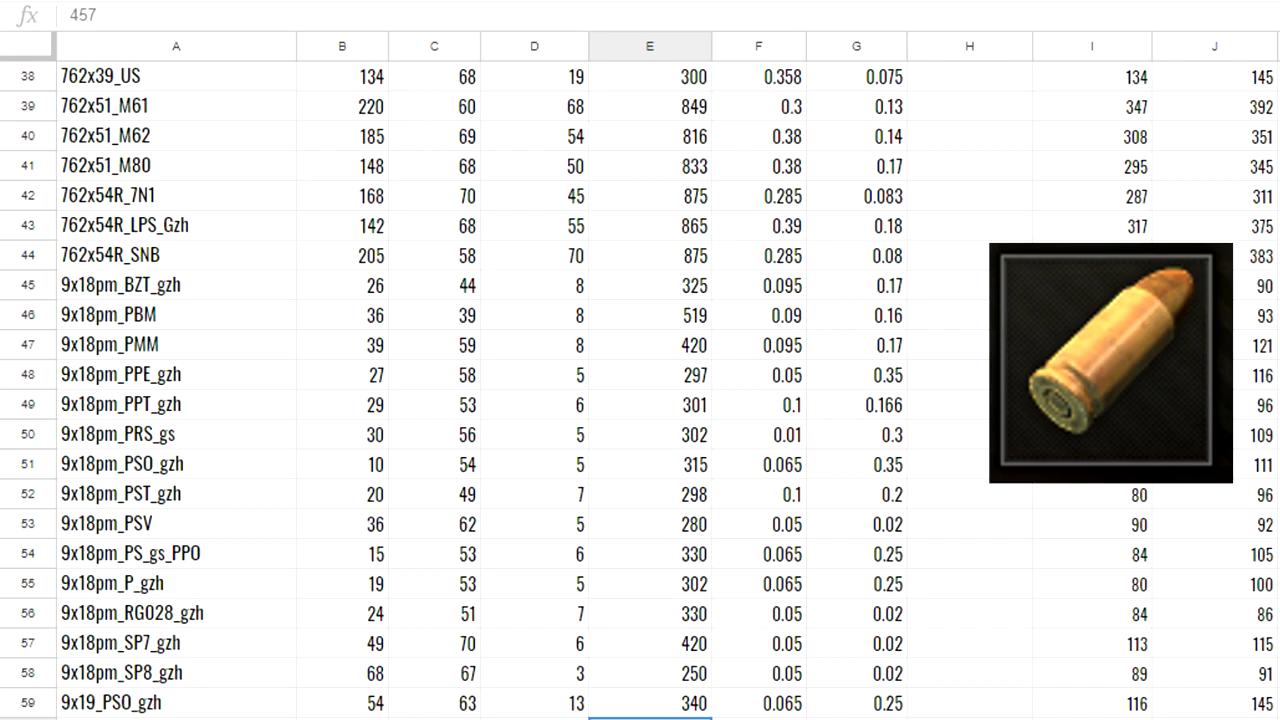 fx 457
A B C D E F G H I J
38 762x39_US 134 68 19 300 0.358 0.075 134 145
39 762x51_M61 220 60 68 849 0.3 0.13 347 392
40 762x51_M62 185 69 54 816 0.38 0.14 308 351
41 762x51_M80 148 68 50 833 0.38 0.17 295 345
42 762x54R_7N1 168 70 45 875 0.285 0.083 287 311
43 762x54R_LPS_Gzh 142 68 55 865 0.39 0.18 317 375
44 762x54R_SNB 205 58 70 875 0.285 0.08 383
45 9x18pm_BZT_gzh 26 44 8 325 0.095 0.17 90
46 9x18pm_PBM 36 39 8 519 0.09 0.16 93
47 9x18pm_PMM 39 59 8 420 0.095 0.17 121
48 9x18pm_PPE_gzh 27 58 5 297 0.05 0.35 116
49 9x18pm_PPT_gzh 29 53 6 301 0.1 0.166 96
50 9x18pm_PRS_gs 30 56 5 302 0.01 0.3 109
51 9x18pm_PSO_gzh 10 54 5 315 0.065 0.35 111
52 9x18pm_PST_gzh 20 49 7 298 0.1 0.2 80 96
53 9x18pm_PSV 36 62 5 280 0.05 0.02 90 92
54 9x18pm_PS_gs_PPO 15 53 6 330 0.065 0.25 84 105
55 9x18pm_P_gzh 19 53 5 302 0.065 0.25 80 100
56 9x18pm_RG028_gzh 24 51 7 330 0.05 0.02 84 86
57 9x18pm_SP7_gzh 49 70 6 420 0.05 0.02 113 115
58 9x18pm_SP8_gzh 68 67 3 250 0.05 0.02 89 91
59 9x19_PSO_gzh 54 63 13 340 0.065 0.25 116 145